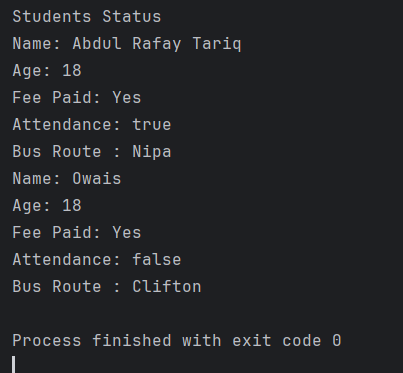 Students Status
Name: Abdul Rafay Tariq
Age: 18
Fee Paid: Yes
Attendance: true
Bus Route : Nipa
Name: Owais
Age: 18
Fee Paid: Yes
Attendance: false
Bus Route : Clifton
Process finished with exit code 0